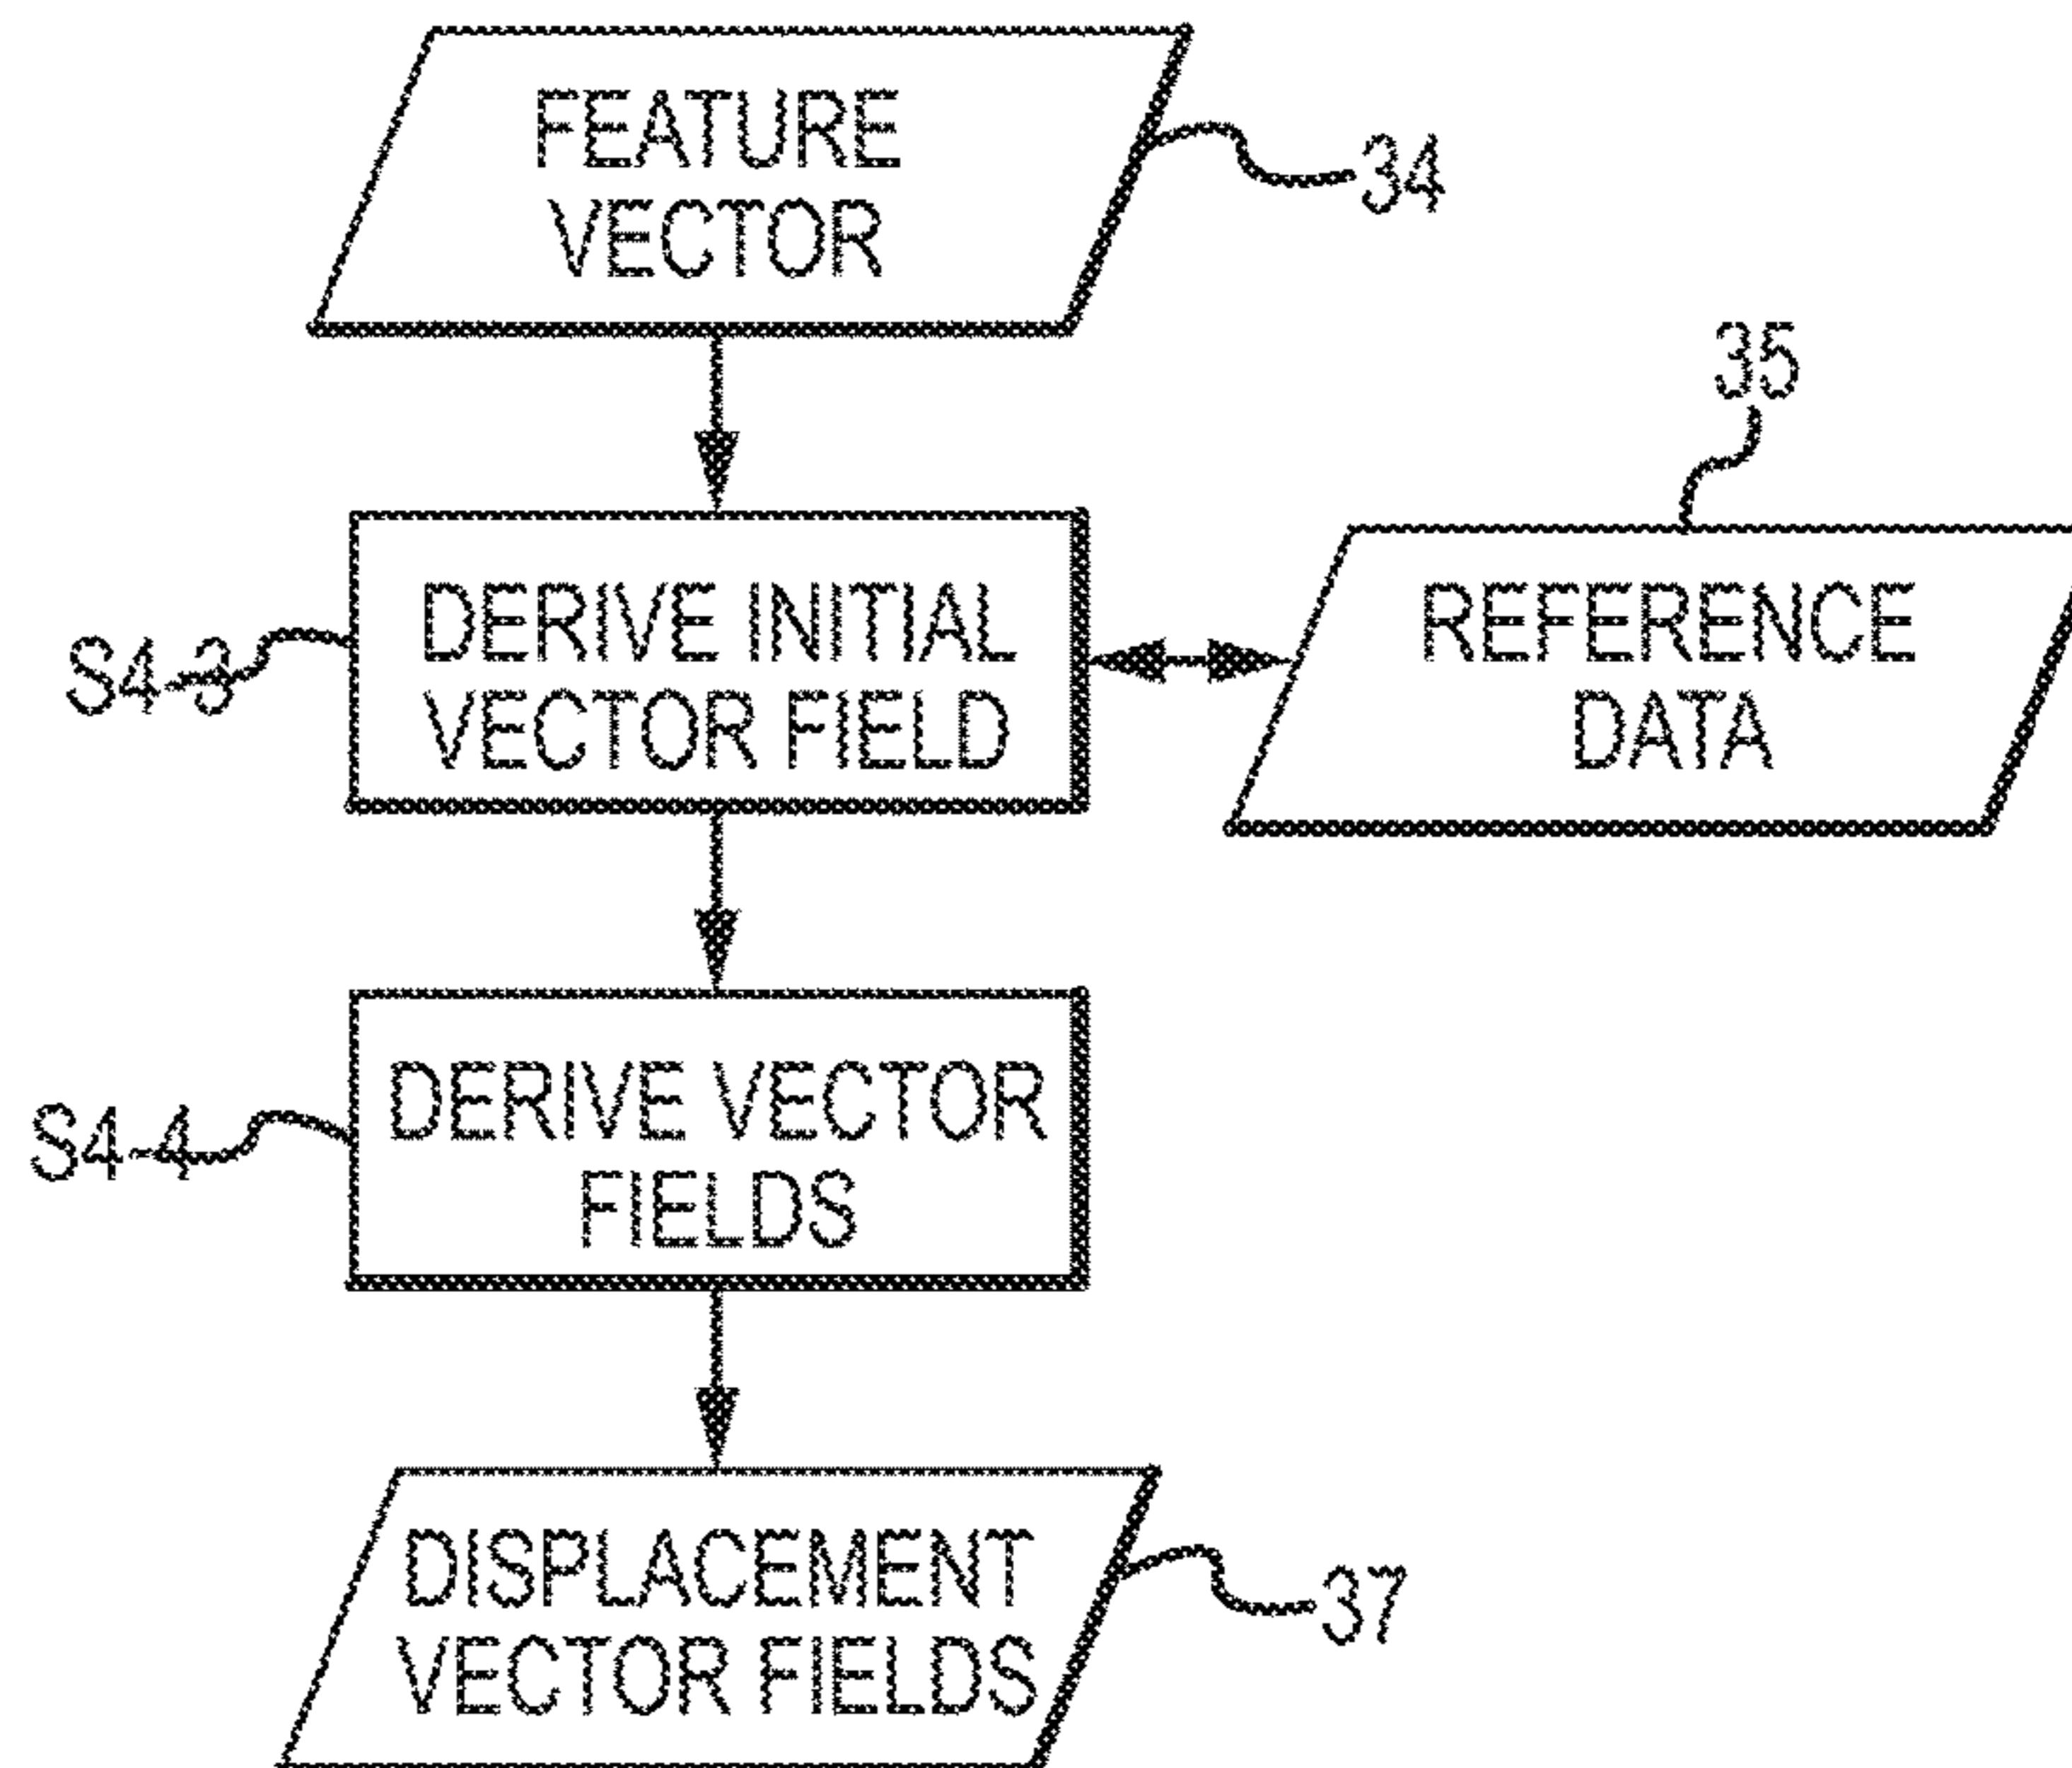 FEATURE
VECTOR
34
35
S4-3
DERIVE INITIAL
VECTOR FIELD
REFERENCE
DATA
S4-4
DERIVE VECTOR
FIELDS
DISPLACEMENT
VECTOR FIELDS
37